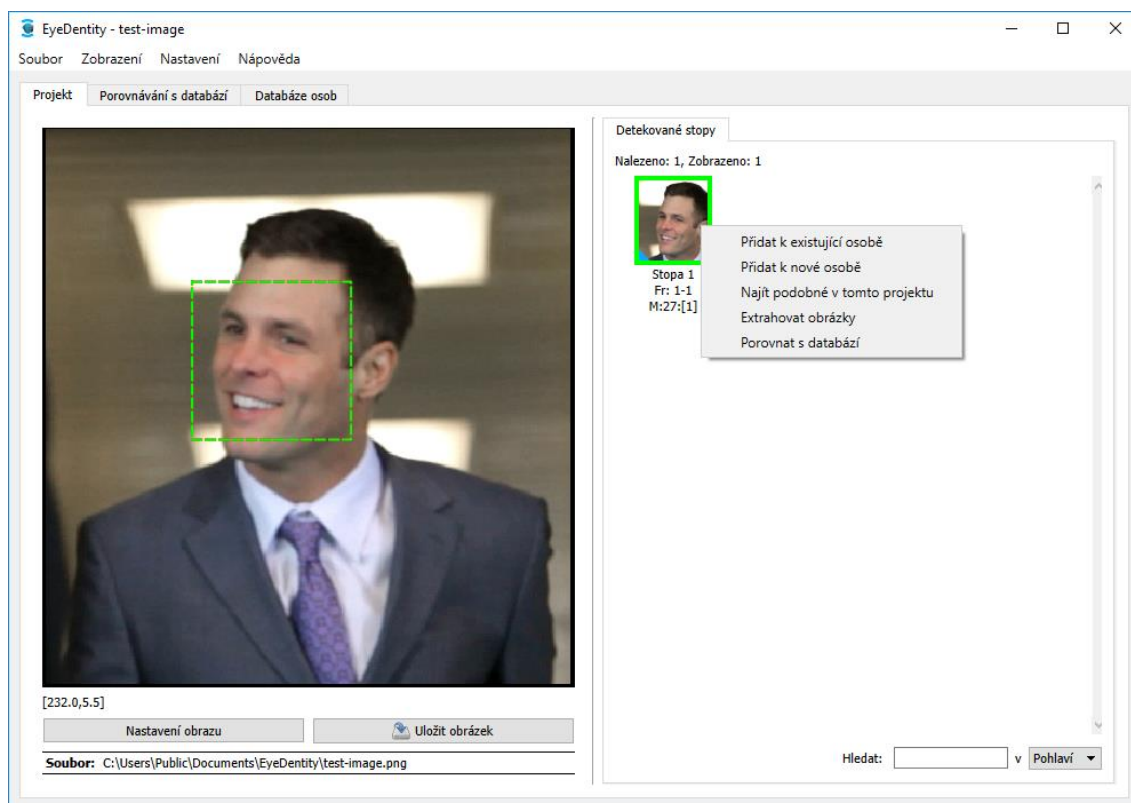 EyeDentity - test-image
Soubor Zobrazení Nastavení Nápověda
Projekt Porovnávání s databází Databáze osob
Detekované stopy
Nalezeno: 1, Zobrazeno: 1
Stopa 1
Fr: 1-1
M:27:[1]
Přidat k existující osobě
Přidat k nové osobě
Najít podobné v tomto projektu
Extrahovat obrázky
Porovnat s databází
[232.0,5.5]
Nastavení obrazu Uložit obrázek
Soubor: C:\Users\Public\Documents\EyeDentity\test-image.png
Hledat: v Pohlaví